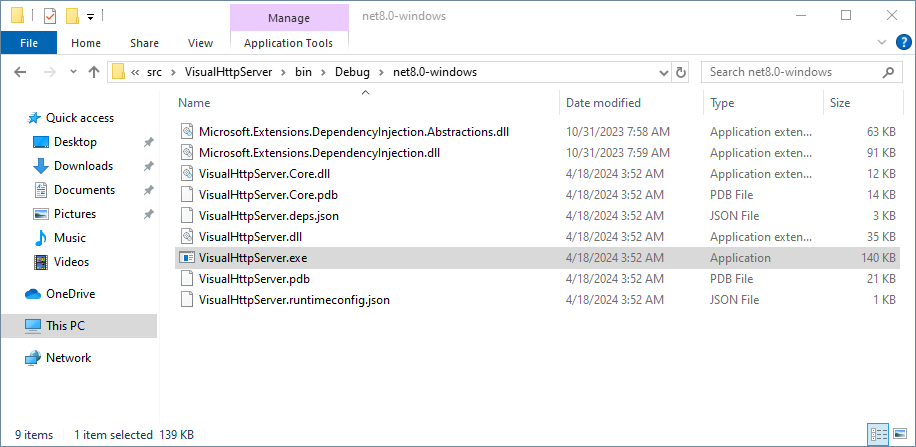 Manage net8.0-windows
File Home Share View Application Tools
« src > VisualHttpServer > bin > Debug > net8.0-windows Search net8.0-windows
Quick access
Desktop
Downloads
Documents
Pictures
Music
Videos
OneDrive
This PC
Network
Name Date modified Type Size
Microsoft.Extensions.DependencyInjection.Abstractions.dll 10/31/2023 7:58 AM Application exten... 63 KB
Microsoft.Extensions.DependencyInjection.dll 10/31/2023 7:59 AM Application exten... 91 KB
VisualHttpServer.Core.dll 4/18/2024 3:52 AM Application exten... 12 KB
VisualHttpServer.Core.pdb 4/18/2024 3:52 AM PDB File 14 KB
VisualHttpServer.deps.json 4/18/2024 3:52 AM JSON File 3 KB
VisualHttpServer.dll 4/18/2024 3:52 AM Application exten... 35 KB
VisualHttpServer.exe 4/18/2024 3:52 AM Application 140 KB
VisualHttpServer.pdb 4/18/2024 3:52 AM PDB File 21 KB
VisualHttpServer.runtimeconfig.json 4/18/2024 3:52 AM JSON File 1 KB
9 items 1 item selected 139 KB